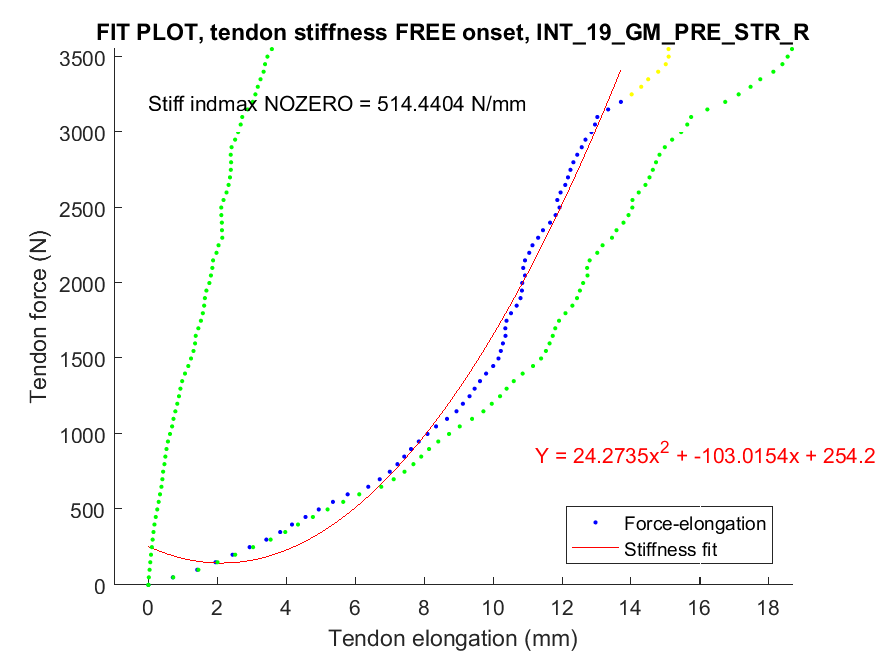 FIT PLOT, tendon stiffness FREE onset, INT_19_GM_PRE_STR_R
3500
Stiff indmax NOZERO = 514.4404 N/mm
3000
2500
2000
1500
1000
500
0
Tendon force (N)
Y = 24.2735x² + -103.0154x + 254.2
Force-elongation
Stiffness fit
0 2 4 6 8 10 12 14 16 18
Tendon elongation (mm)